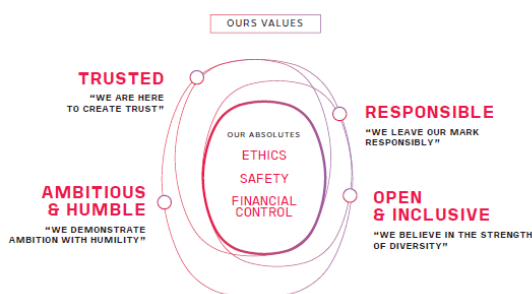 OURS VALUES
TRUSTED
“WE ARE HERE
TO CREATE TRUST”
RESPONSIBLE
“WE LEAVE OUR MARK
RESPONSIBLY”
OUR ABSOLUTES
ETHICS
SAFETY
FINANCIAL
CONTROL
AMBITIOUS
& HUMBLE
“WE DEMONSTRATE
AMBITION WITH HUMILITY”
OPEN
& INCLUSIVE
“WE BELIEVE IN THE STRENGTH
OF DIVERSITY”